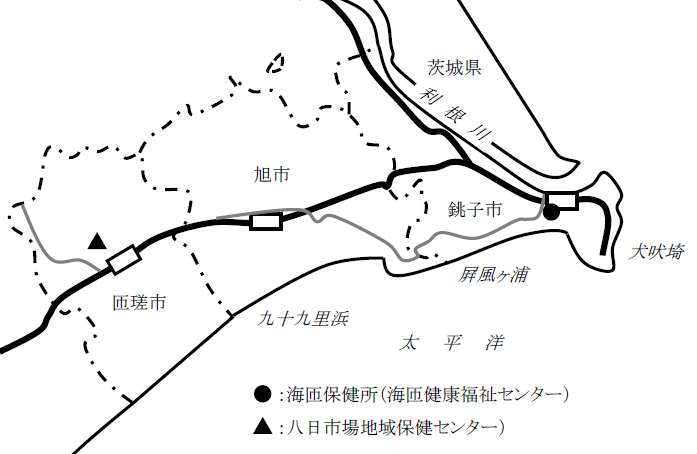 茨城県
利根川
旭市
銚子市
犬吠埼
屏風ヶ浦
匝瑳市
九十九里浜
太平洋
●：海匝保健所（海匝健康福祉センター）
▲：八日市場地域保健センター）